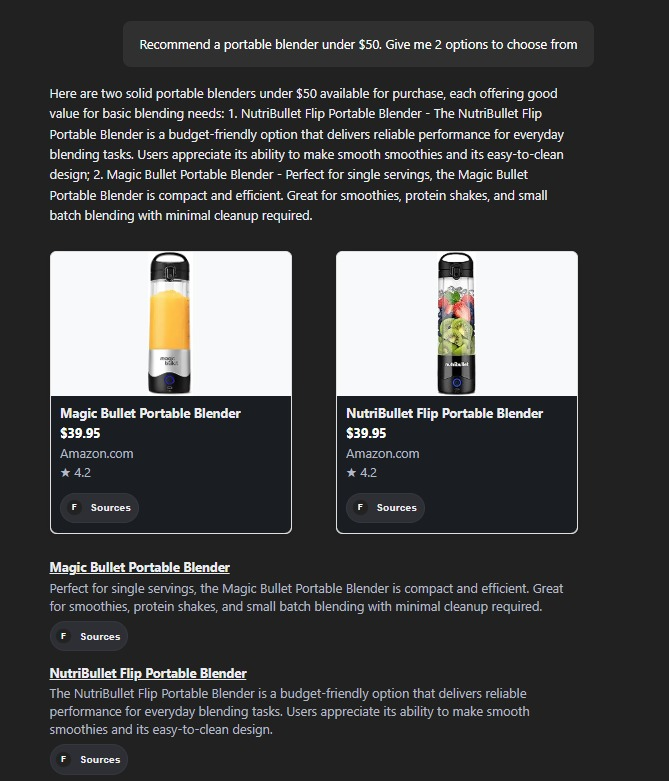 Recommend a portable blender under $50. Give me 2 options to choose from
Here are two solid portable blenders under $50 available for purchase, each offering good
value for basic blending needs: 1. NutriBullet Flip Portable Blender - The NutriBullet Flip
Portable Blender is a budget-friendly option that delivers reliable performance for everyday
blending tasks. Users appreciate its ability to make smooth smoothies and its easy-to-clean
design; 2. Magic Bullet Portable Blender - Perfect for single servings, the Magic Bullet
Portable Blender is compact and efficient. Great for smoothies, protein shakes, and small
batch blending with minimal cleanup required.
magic
bullet
Magic Bullet Portable Blender
$39.95
Amazon.com
★ 4.2
F Sources
nutribullet
NutriBullet Flip Portable Blender
$39.95
Amazon.com
★ 4.2
F Sources
Magic Bullet Portable Blender
Perfect for single servings, the Magic Bullet Portable Blender is compact and efficient. Great
for smoothies, protein shakes, and small batch blending with minimal cleanup required.
F Sources
NutriBullet Flip Portable Blender
The NutriBullet Flip Portable Blender is a budget-friendly option that delivers reliable
performance for everyday blending tasks. Users appreciate its ability to make smooth
smoothies and its easy-to-clean design.
F Sources